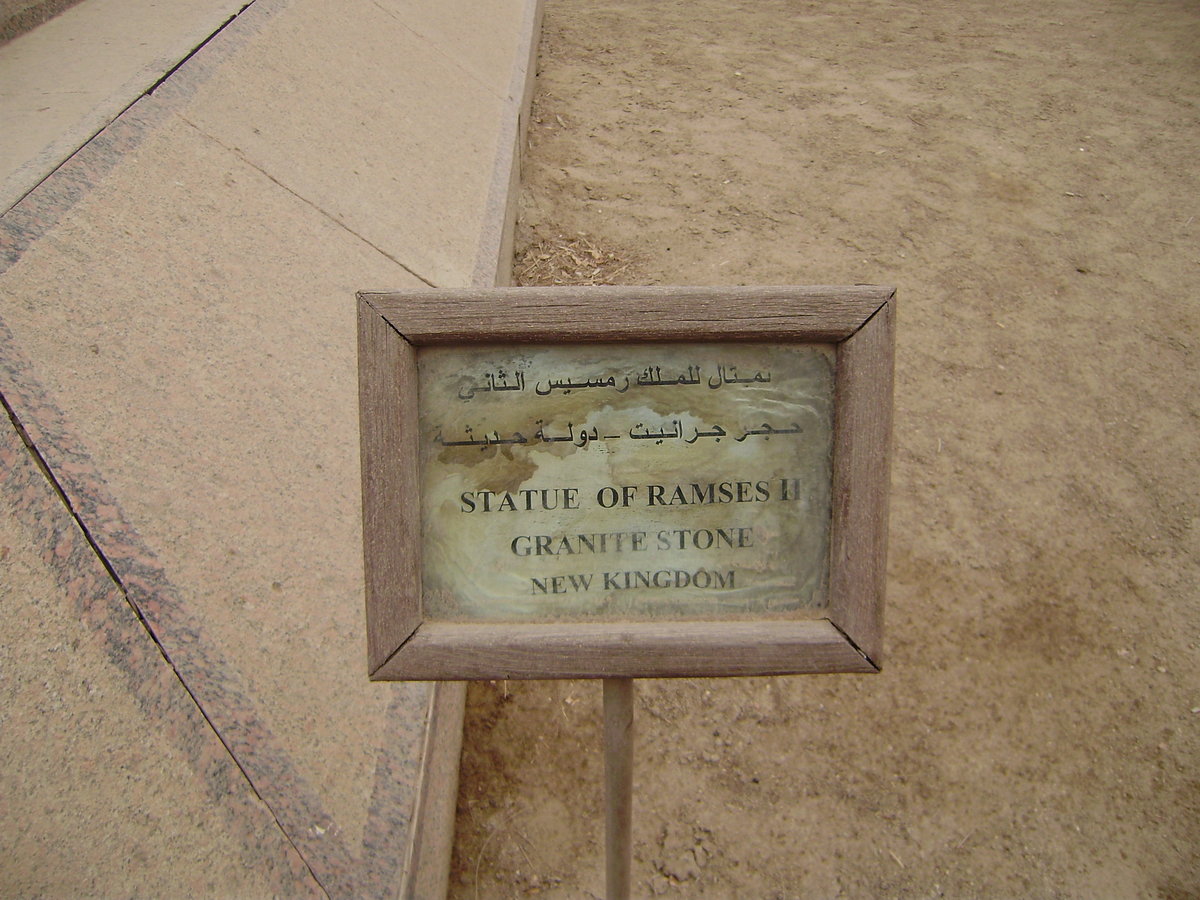 تمثال للملك رمسيس الثاني
حجر جرانيت - دولة حديثة
STATUE OF RAMSES II
GRANITE STONE
NEW KINGDOM